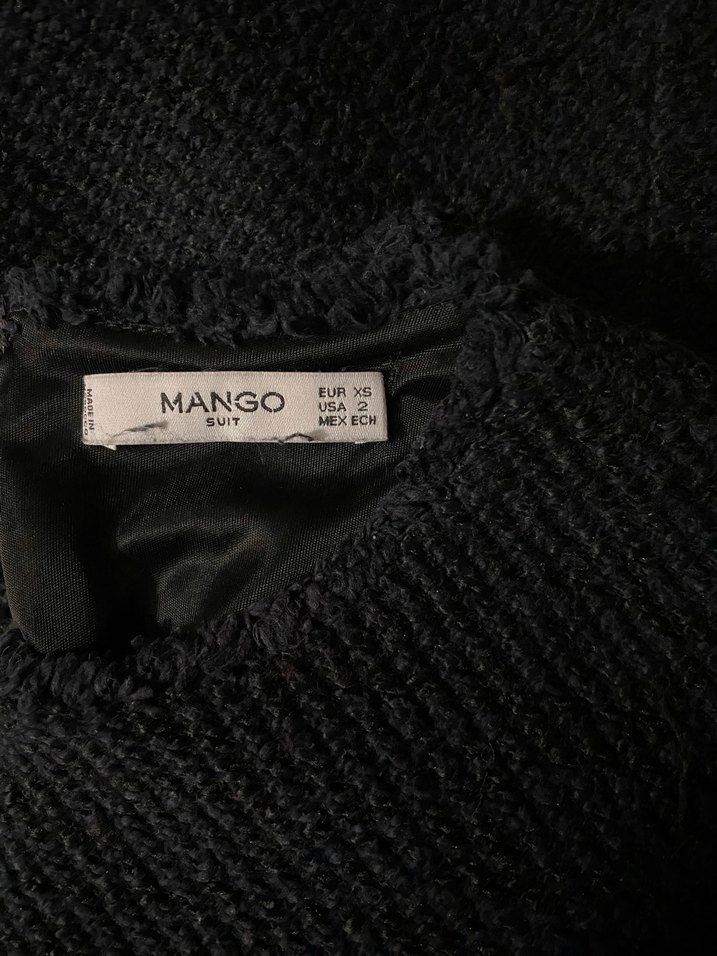 MADE IN
MANGO
SUIT
EUR XS
USA 2
MEX ECH